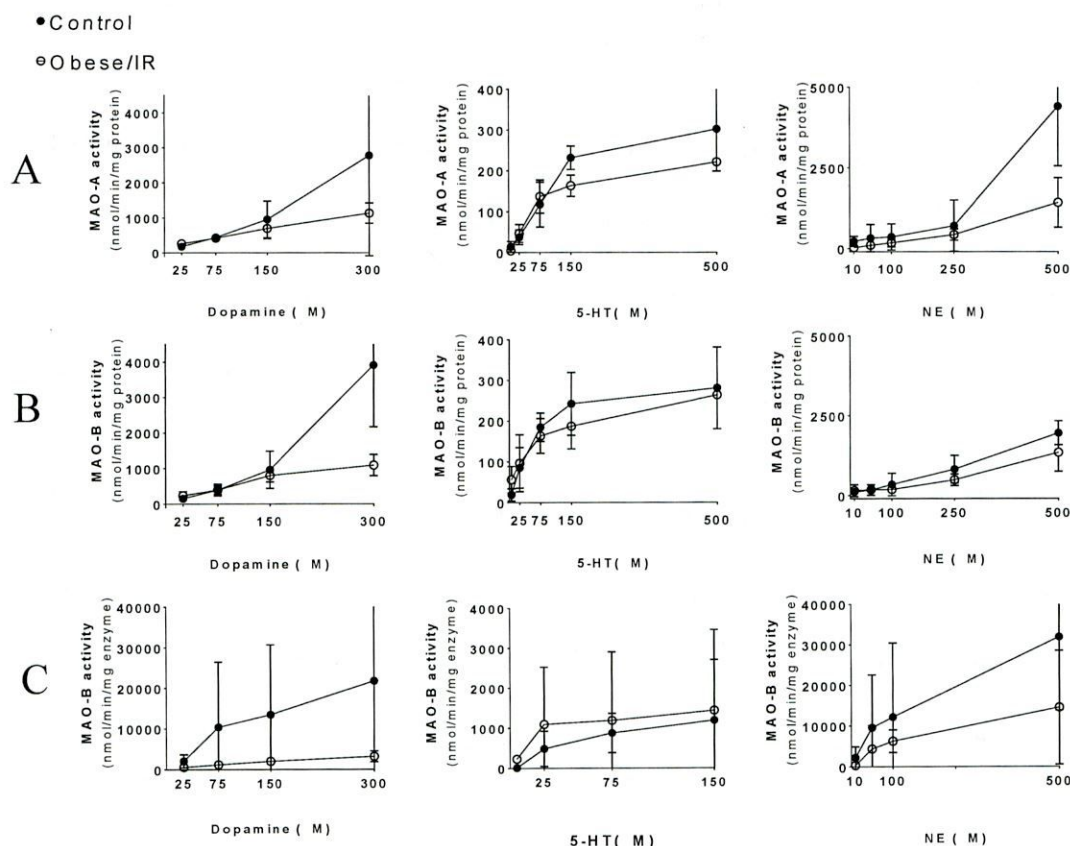 Control
Obese/IR
A
MAO-A activity
(nmol/min/mg protein)
4000
3000
2000
1000
0
25
75
150
300
Dopamine ( M)
MAO-A activity
(nmol/min/mg protein)
400
300
200
100
0
25
75
150
500
5-HT( M)
MAO-A activity
(nmol/min/mg protein)
5000
2500
0
10
100
250
500
NE( M)
B
MAO-B activity
(nmol/min/mg protein)
4000
3000
2000
1000
0
25
75
150
300
Dopamine ( M)
MAO-B activity
(nmol/min/mg protein)
400
300
200
100
0
25
75
150
500
5-HT( M)
MAO-B activity
(nmol/min/mg protein)
5000
2500
0
10
100
250
500
NE( M)
C
MAO-B activity
(nmol/min/mg enzyme)
40000
30000
20000
10000
0
25
75
150
300
Dopamine ( M)
MAO-B activity
(nmol/min/mg enzyme)
4000
3000
2000
1000
0
25
75
150
5-HT( M)
MAO-B activity
(nmol/min/mg enzyme)
40000
30000
20000
10000
0
10
100
500
NE( M)